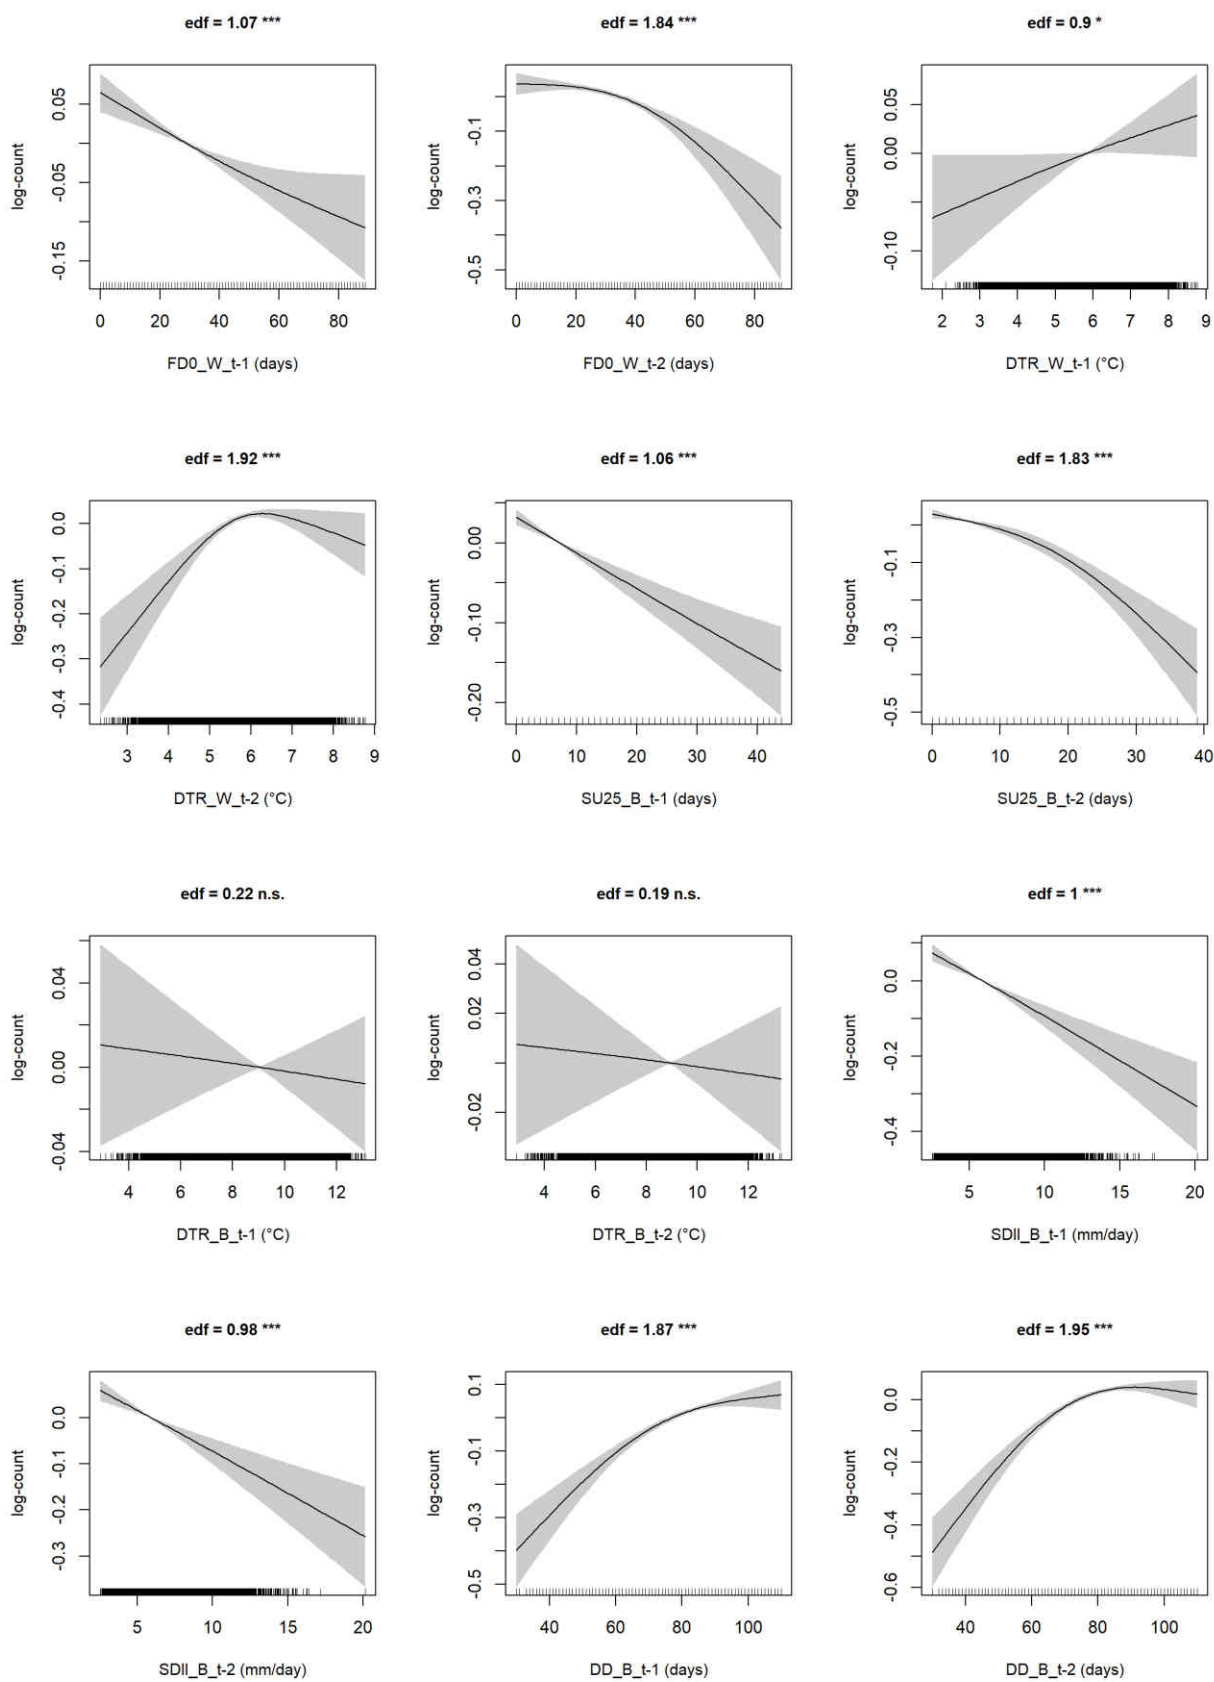 edf = 1.07 ***
edf = 1.84 ***
edf = 0.9 *
log-count
-0.15
-0.05
0.05
0 20 40 60 80
FD0_W_t-1 (days)
log-count
-0.5
-0.3
-0.1
0 20 40 60 80
FD0_W_t-2 (days)
log-count
-0.10
0.00
0.05
2 3 4 5 6 7 8 9
DTR_W_t-1 (°C)
edf = 1.92 ***
edf = 1.06 ***
edf = 1.83 ***
log-count
-0.4
-0.3
-0.2
-0.1
0.0
3 4 5 6 7 8 9
DTR_W_t-2 (°C)
log-count
-0.20
-0.10
0.00
0 10 20 30 40
SU25_B_t-1 (days)
log-count
-0.5
-0.3
-0.1
0 10 20 30 40
SU25_B_t-2 (days)
edf = 0.22 n.s.
edf = 0.19 n.s.
edf = 1 ***
log-count
-0.04
0.00
0.04
4 6 8 10 12
DTR_B_t-1 (°C)
log-count
-0.02
0.02
0.04
4 6 8 10 12
DTR_B_t-2 (°C)
log-count
-0.4
-0.2
0.0
5 10 15 20
SDII_B_t-1 (mm/day)
edf = 0.98 ***
edf = 1.87 ***
edf = 1.95 ***
log-count
-0.3
-0.2
-0.1
0.0
5 10 15 20
SDII_B_t-2 (mm/day)
log-count
-0.5
-0.3
-0.1
0.1
40 60 80 100
DD_B_t-1 (days)
log-count
-0.6
-0.4
-0.2
0.0
40 60 80 100
DD_B_t-2 (days)